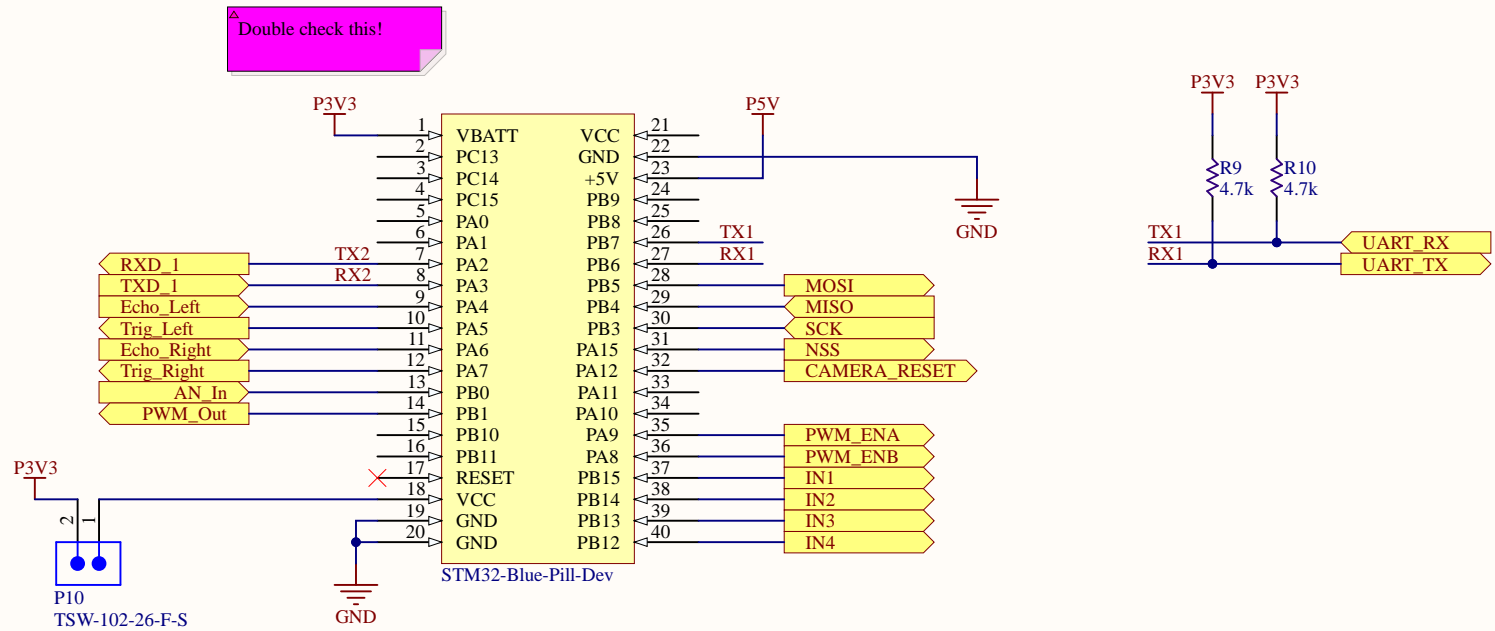 Double check this!
P3V3
P5V
P3V3
P3V3
1 VBATT VCC 21
2 PC13 GND 22
3 PC14 +5V 23
4 PC15 PB9 24
5 PA0 PB8 25
6 PA1 PB7 26 TX1
RXD_1 TX2 7 PA2 PB6 27 RX1
TXD_1 RX2 8 PA3 PB5 28 MOSI
Echo_Left 9 PA4 PB4 29 MISO
Trig_Left 10 PA5 PB3 30 SCK
Echo_Right 11 PA6 PA15 31 NSS
Trig_Right 12 PA7 PA12 32 CAMERA_RESET
AN_In 13 PB0 PA11 33
PWM_Out 14 PB1 PA10 34
15 PB10 PA9 35 PWM_ENA
16 PB11 PA8 36 PWM_ENB
17 RESET PB15 37 IN1
18 VCC PB14 38 IN2
19 GND PB13 39 IN3
20 GND PB12 40 IN4
STM32-Blue-Pill-Dev
GND
GND
P3V3
2
1
P10
TSW-102-26-F-S
R9
4.7k
R10
4.7k
TX1 UART_RX
RX1 UART_TX